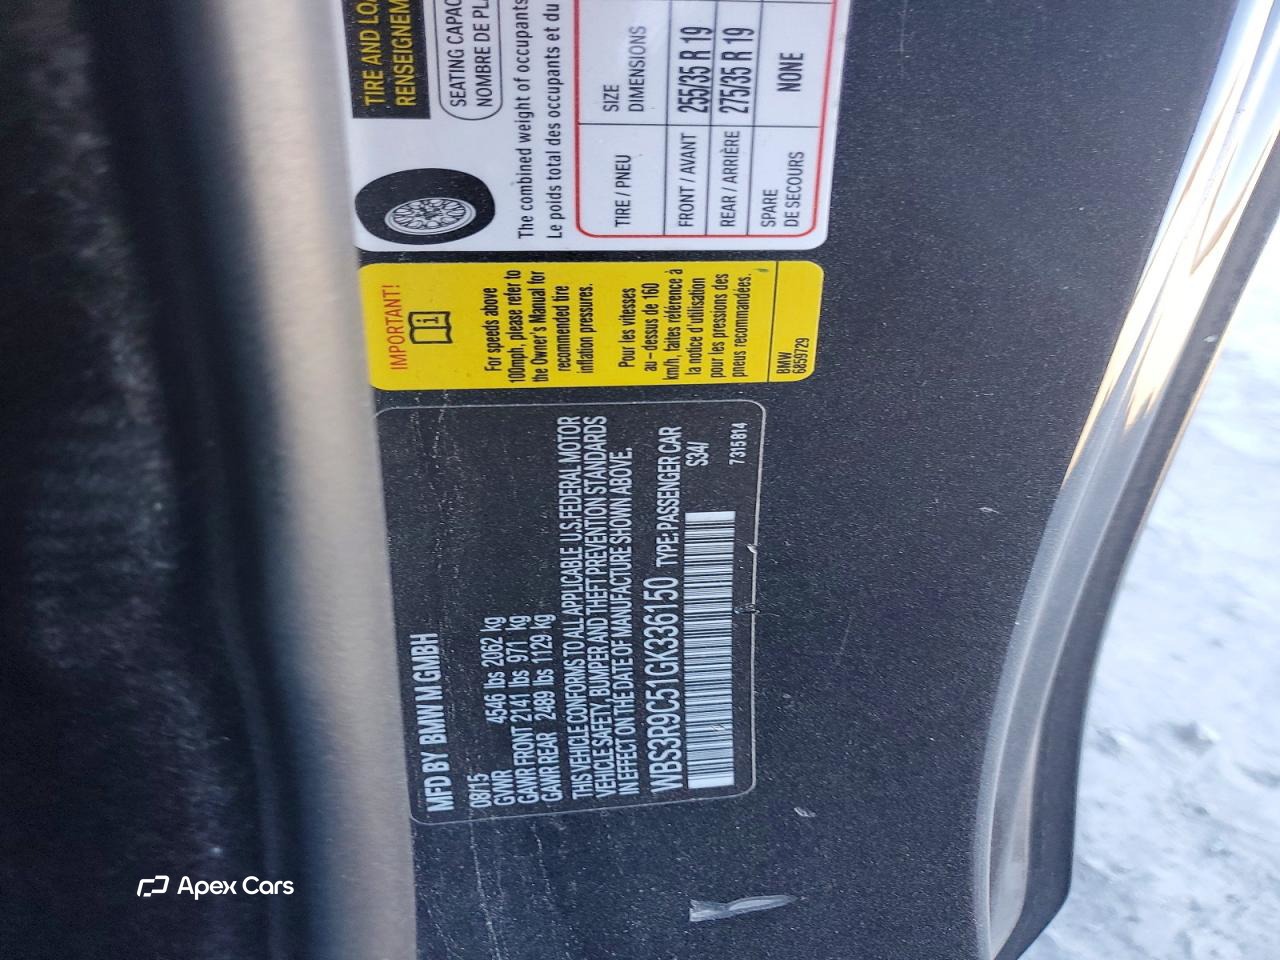 TIRE AND
RENSEIGNEM
SEATING
NOMBRE DE
The combined weight of occupants
Le poids total des occupants et du
TIRE / PNEU
SIZE
DIMENSIONS
FRONT / AVANT
255/35 R 19
REAR / ARRIÈRE
275/35 R 19
SPARE
DE SECOURS
NONE
IMPORTANT!
For speeds above
100mph, please refer to
the Owner's Manual for
recommended tire
inflation pressures.
Pour les vitesses
au-dessus de 160
km/h, faites référence à
la notice d'utilisation
pour les pressions des
pneus recommandées.
BMW
6859729
MFD BY BMW M GMBH
08/15
GVWR 4546 lbs 2062 kg
GAWR FRONT 2141 lbs 971 kg
GAWR REAR 2489 lbs 1129 kg
THIS VEHICLE CONFORMS TO ALL APPLICABLE U.S. FEDERAL MOTOR
VEHICLE SAFETY, BUMPER AND THEFT PREVENTION STANDARDS
IN EFFECT ON THE DATE OF MANUFACTURE SHOWN ABOVE.
WBS3R9C51GK336150 TYPE: PASSENGER CAR
S34/
7315814
Apex Cars